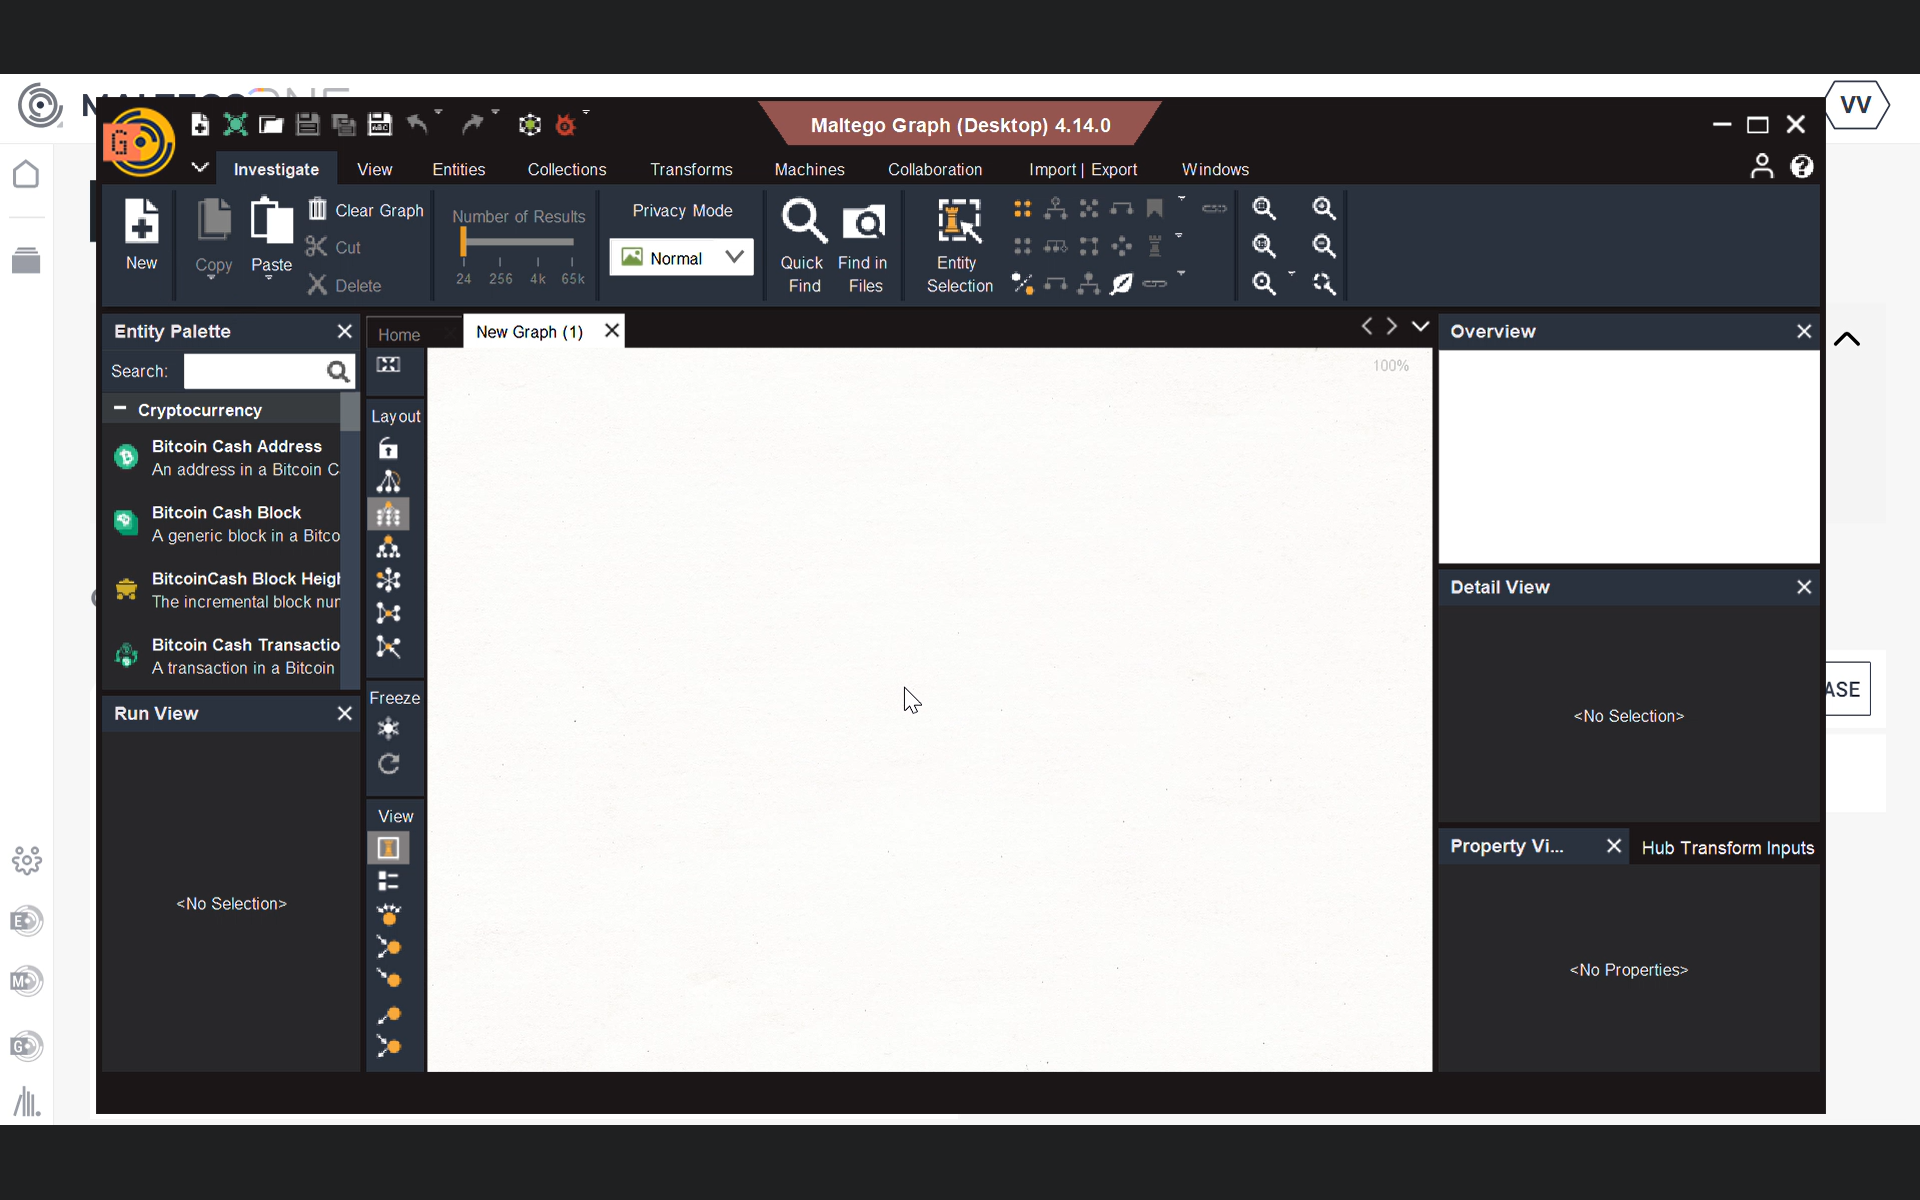 VV
Maltego Graph (Desktop) 4.14.0
G
Investigate
View
Entities
Collections
Transforms
Machines
Collaboration
Import | Export
Windows
New
Copy
Paste
Clear Graph
Cut
Delete
Number of Results
24 256 4k 65k
Privacy Mode
Normal
Quick
Find
Find in
Files
Entity
Selection
Entity Palette
Search:
Cryptocurrency
Bitcoin Cash Address
An address in a Bitcoin C
Bitcoin Cash Block
A generic block in a Bitco
BitcoinCash Block Heigh
The incremental block num
Bitcoin Cash Transactio
A transaction in a Bitcoin
Run View
<No Selection>
Home
New Graph (1)
100%
Layout
Freeze
View
Overview
Detail View
<No Selection>
Property Vi...
Hub Transform Inputs
<No Properties>
ASE
E
M
G